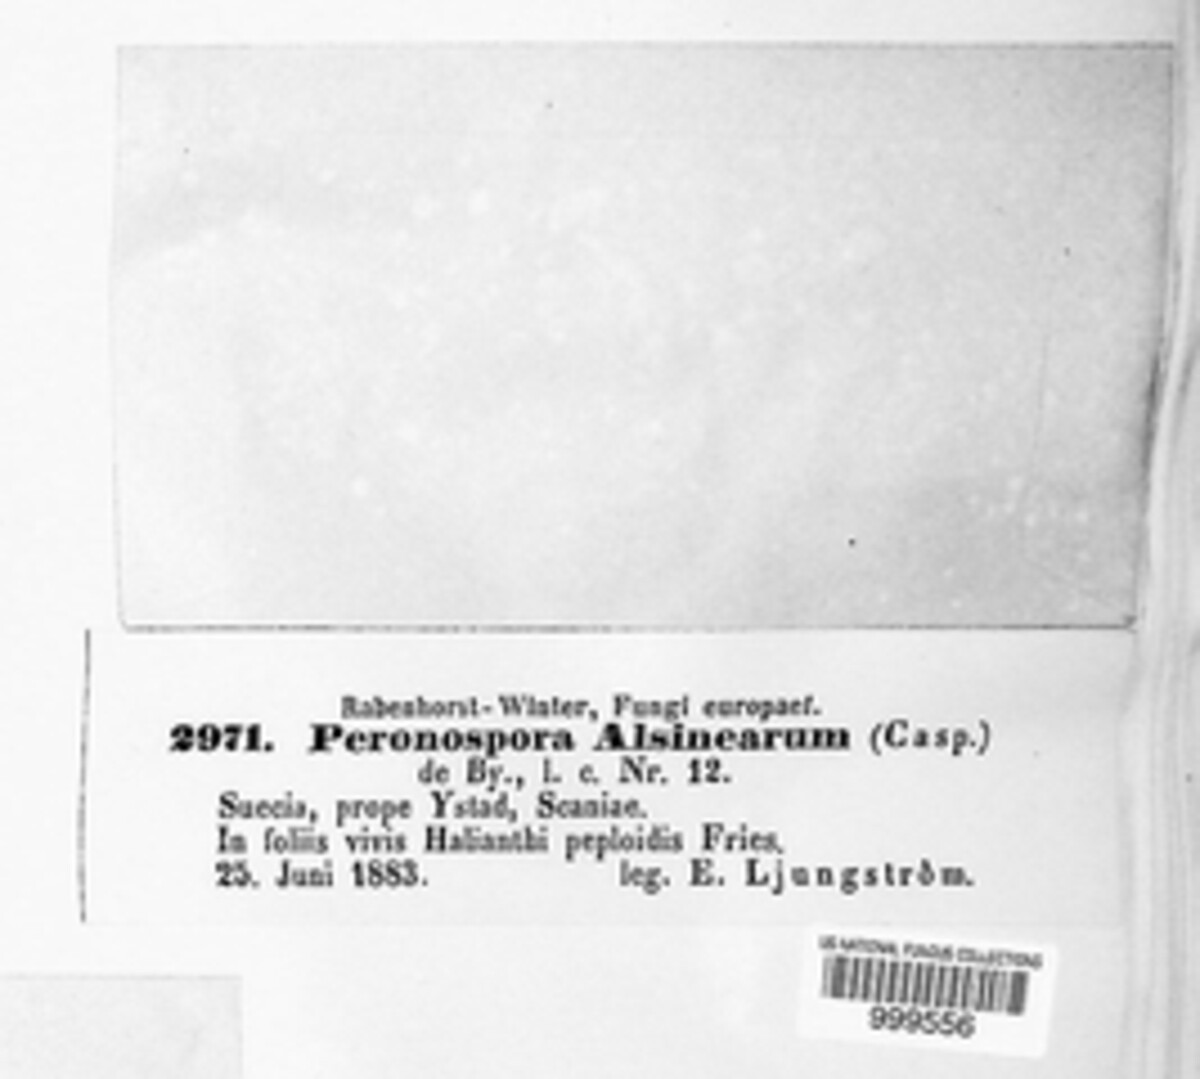 Rabenhorst-Winter, Fungi europaei.
2971. Peronospora Alsinearum (Casp.)
de By., l. c. Nr. 12.
Suecia, prope Ystad, Scaniae.
In foliis vivis Halianthi peploidis Fries.
25. Juni 1883. leg. E. Ljungström.
US NATIONAL FUNGUS COLLECTIONS
999556